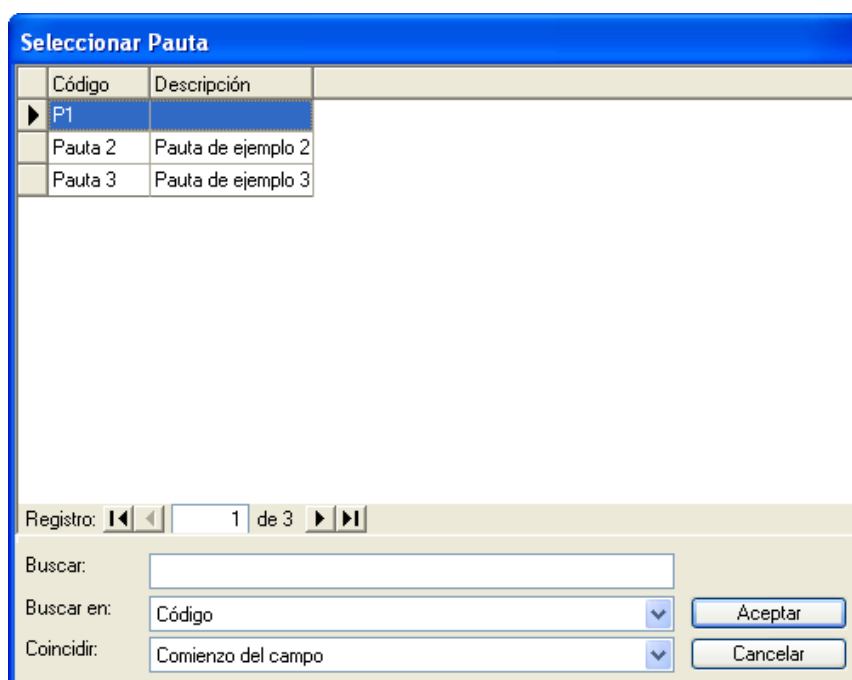 Seleccionar Pauta
Código Descripción
P1
Pauta 2 Pauta de ejemplo 2
Pauta 3 Pauta de ejemplo 3
Registro: 1 de 3
Buscar:
Buscar en: Código Aceptar
Coincidir: Comienzo del campo Cancelar